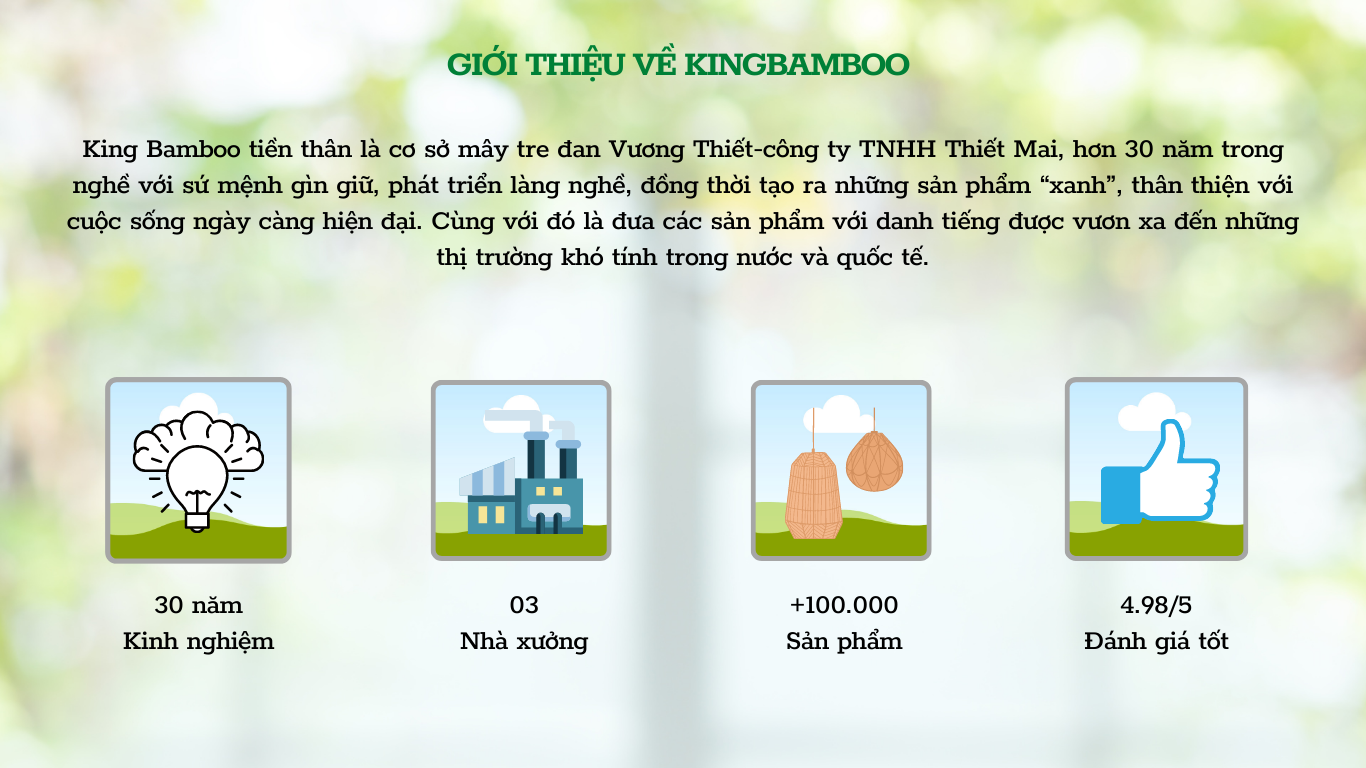 GIỚI THIỆU VỀ KINGBAMBOO
King Bamboo tiền thân là cơ sở mây tre đan Vương Thiết-công ty TNHH Thiết Mai, hơn 30 năm trong
nghề với sứ mệnh gìn giữ, phát triển làng nghề, đồng thời tạo ra những sản phẩm “xanh”, thân thiện với
cuộc sống ngày càng hiện đại. Cùng với đó là đưa các sản phẩm với danh tiếng được vươn xa đến những
thị trường khó tính trong nước và quốc tế.
30 năm
Kinh nghiệm
03
Nhà xưởng
+100.000
Sản phẩm
4.98/5
Đánh giá tốt